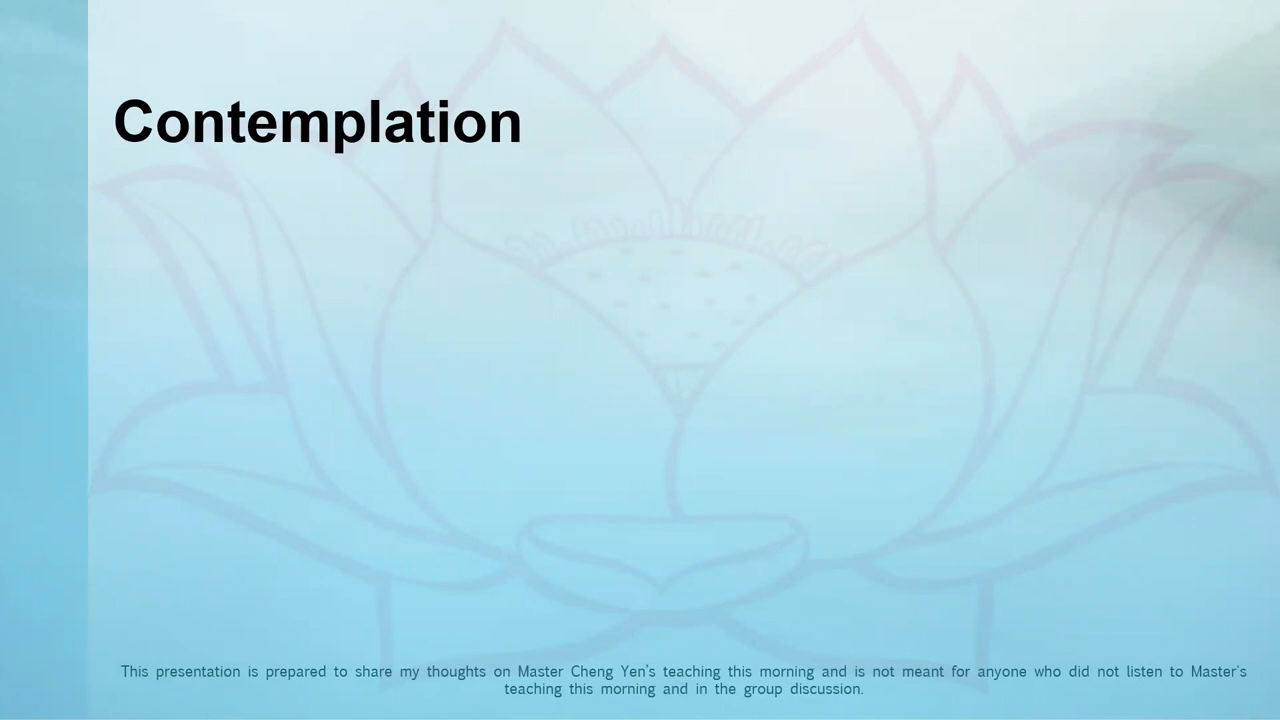 Contemplation
This presentation is prepared to share my thoughts on Master Cheng Yen's teaching this morning and is not meant for anyone who did not listen to Master's
teaching this morning and in the group discussion.